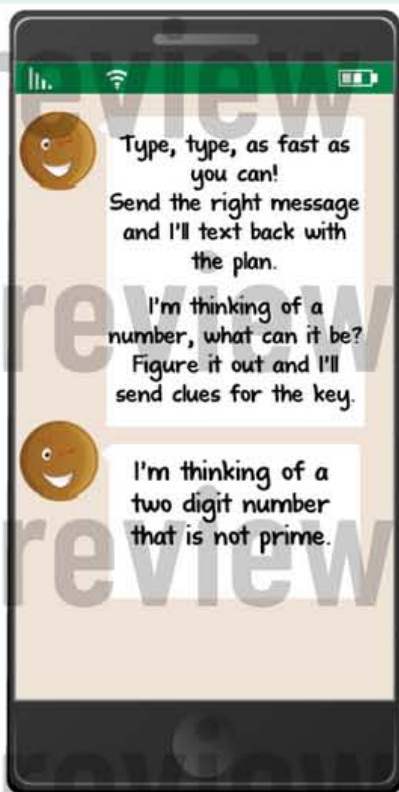 review
Type, type, as fast as
you can!
Send the right message
and I'll text back with
the plan.
I'm thinking of a
number, what can it be?
Figure it out and I'll
send clues for the key.
review
I'm thinking of a
two digit number
that is not prime.
review
review